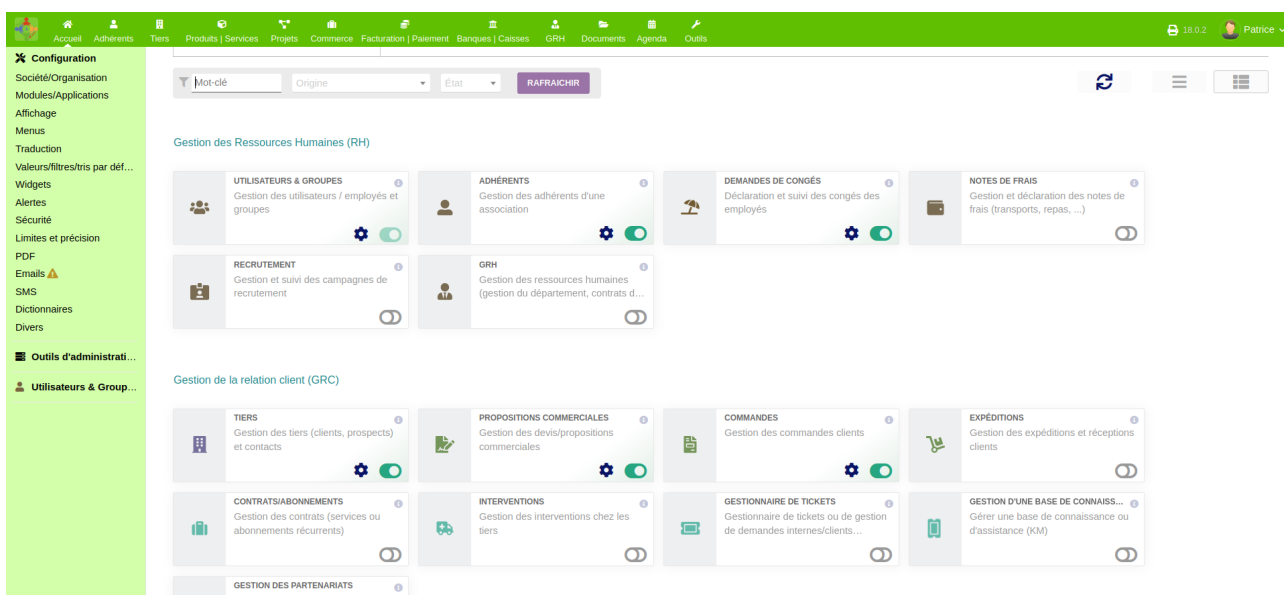 Accueil Adhérents Tiers Produits | Services Projets Commerce Facturation | Paiement Banques | Caisses GRH Documents Agenda Outils 18.0.2 Patrice
Configuration
Société/Organisation
Modules/Applications
Affichage
Menus
Traduction
Valeurs/filtres/tris par déf…
Widgets
Alertes
Sécurité
Limites et précision
PDF
Emails
SMS
Dictionnaires
Divers
Outils d'administrati…
Utilisateurs & Group…
Mot-clé Origine État RAFRAICHIR
Gestion des Ressources Humaines (RH)
UTILISATEURS & GROUPES
Gestion des utilisateurs / employés et
groupes
ADHÉRENTS
Gestion des adhérents d'une
association
DEMANDES DE CONGÉS
Déclaration et suivi des congés des
employés
NOTES DE FRAIS
Gestion et déclaration des notes de
frais (transports, repas, ...)
RECRUTEMENT
Gestion et suivi des campagnes de
recrutement
GRH
Gestion des ressources humaines
(gestion du département, contrats d…
Gestion de la relation client (GRC)
TIERS
Gestion des tiers (clients, prospects)
et contacts
PROPOSITIONS COMMERCIALES
Gestion des devis/propositions
commerciales
COMMANDES
Gestion des commandes clients
EXPÉDITIONS
Gestion des expéditions et réceptions
clients
CONTRATS/ABONNEMENTS
Gestion des contrats (services ou
abonnements récurrents)
INTERVENTIONS
Gestion des interventions chez les
tiers
GESTIONNAIRE DE TICKETS
Gestionnaire de tickets ou de gestion
de demandes internes/clients…
GESTION D'UNE BASE DE CONNAISS…
Gérer une base de connaissance ou
d'assistance (KM)
GESTION DES PARTENARIATS